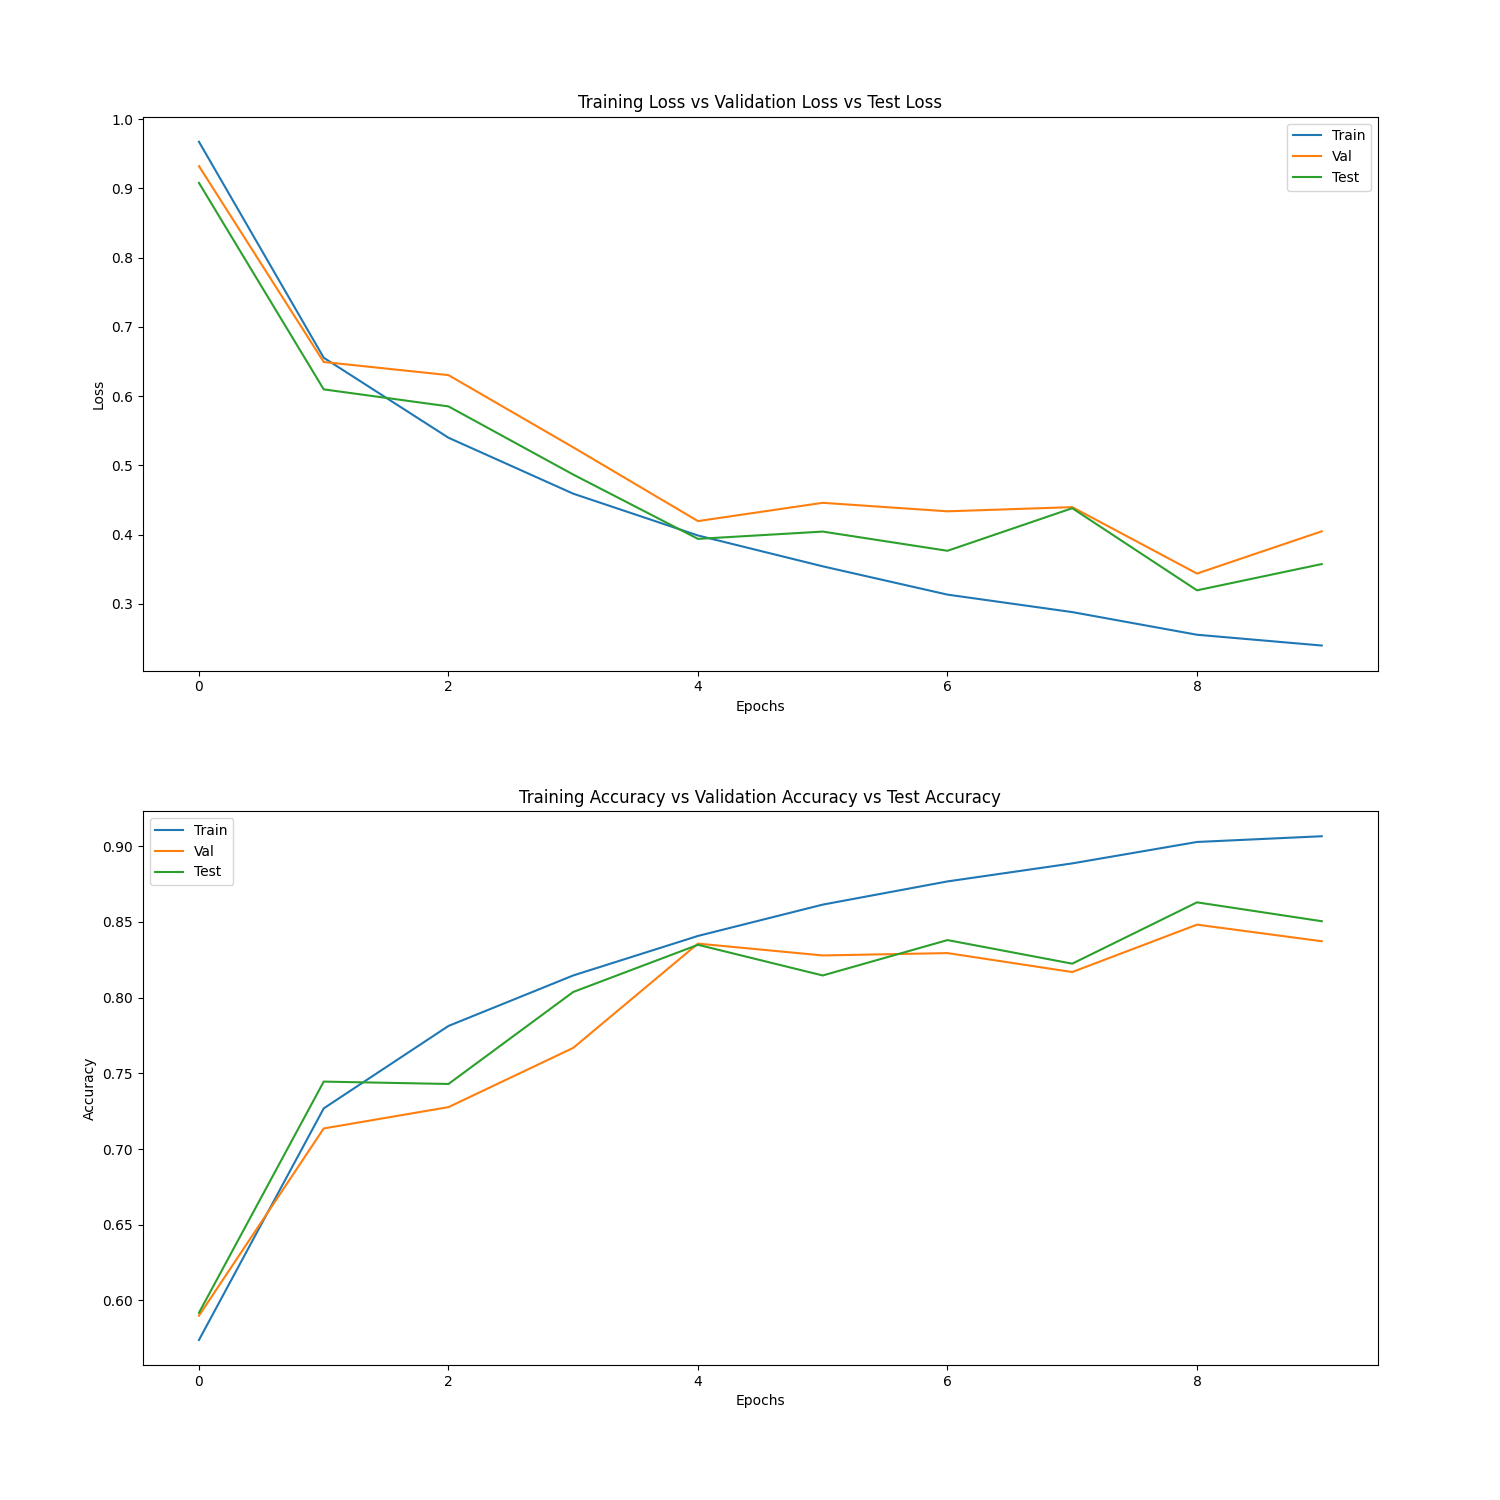 Training Loss vs Validation Loss vs Test Loss
1.0
0.9
0.8
0.7
0.6
0.5
0.4
0.3
Loss
Train
Val
Test
0 2 4 6 8
Epochs
Training Accuracy vs Validation Accuracy vs Test Accuracy
Train
Val
Test
0.90
0.85
0.80
0.75
0.70
0.65
0.60
Accuracy
0 2 4 6 8
Epochs